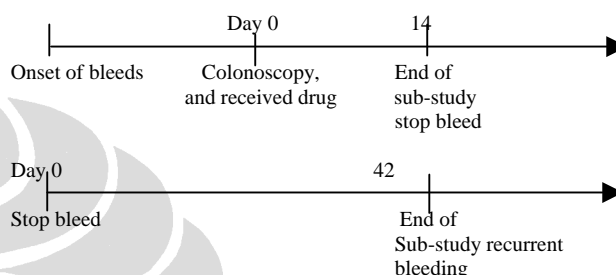 Day 0 14
Onset of bleeds Colonoscopy, End of
and received drug sub-study
stop bleed
Day 0 42
Stop bleed End of
Sub-study recurrent
bleeding